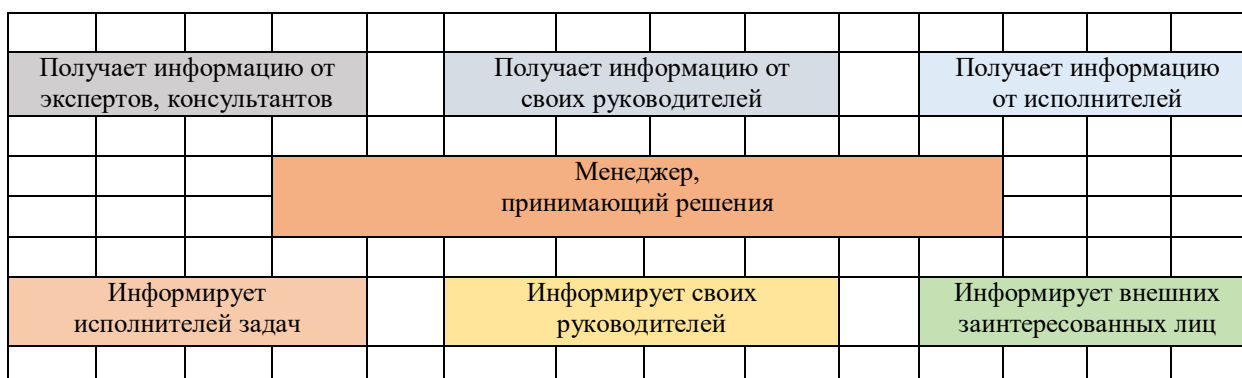 Получает информацию от
экспертов, консультантов
Получает информацию от
своих руководителей
Получает информацию
от исполнителей
Менеджер,
принимающий решения
Информирует
исполнителей задач
Информирует своих
руководителей
Информирует внешних
заинтересованных лиц